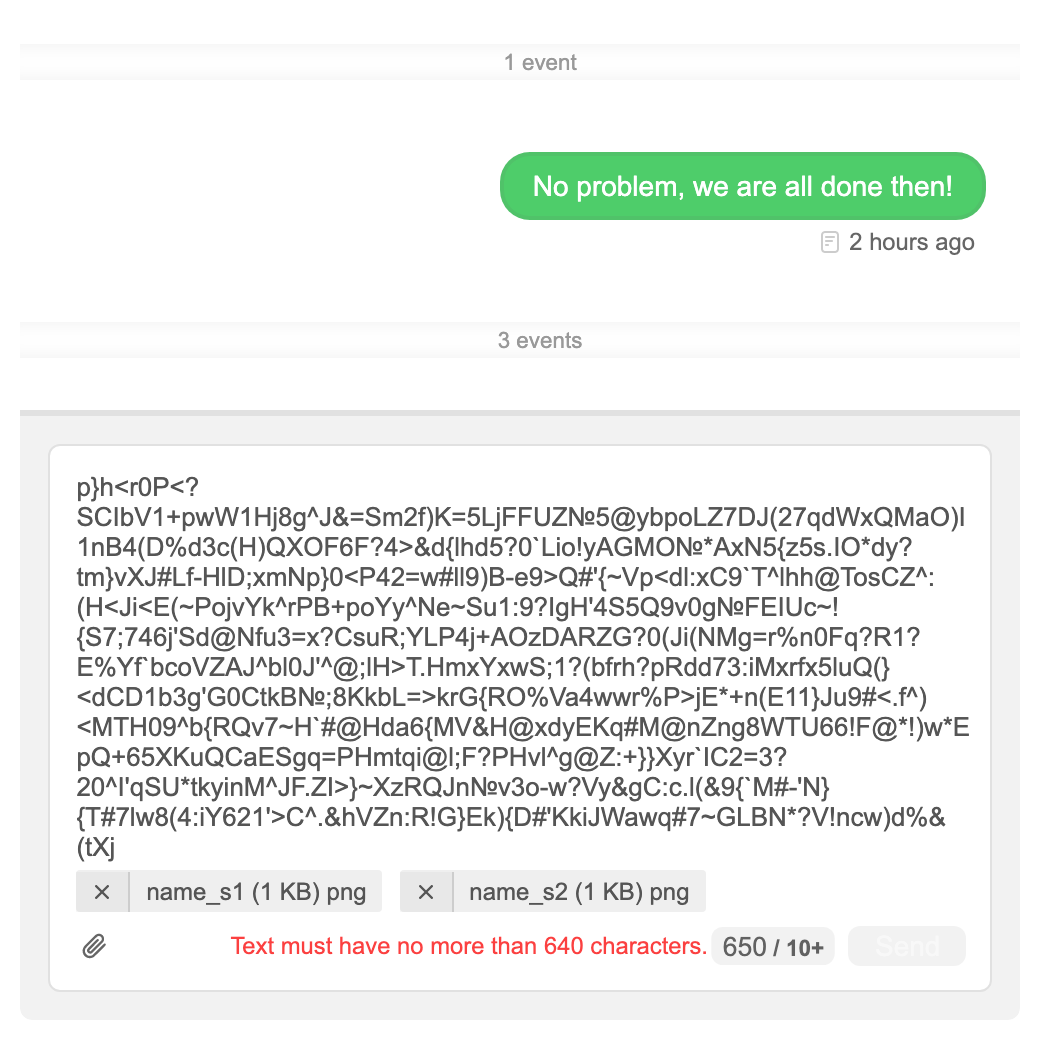 1 event
No problem, we are all done then!
2 hours ago
3 events
p}h<r0P<?
SCIbV1+pwW1Hj8g^J&=Sm2f)K=5LjFFUZ№5@ybpoLZ7DJ(27qdWxQMaO)l
1nB4(D%d3c(H)QXOF6F?4>&d{lhd5?0`Lio!yAGMO№*AxN5{z5s.IO*dy?
tm}vXJ#Lf-HID;xmNp}0<P42=w#ll9)B-e9>Q#'{~Vp<dl:xC9`T^lhh@TosCZ^:
(H<Ji<E(~PojvYk^rPB+poYy^Ne~Su1:9?IgH'4S5Q9v0g№FEIUc~!
{S7;746j'Sd@Nfu3=x?CsuR;YLP4j+AOzDARZG?0(Ji(NMg=r%n0Fq?R1?
E%Yf`bcoVZAJ^bl0J'^@;lH>T.HmxYxwS;1?(bfrh?pRdd73:iMxrfx5luQ(}
<dCD1b3g'G0CtkBN№;8KkbL=>krG{RO%Va4wwr%P>jE*+n(E11}Ju9#<.f^)
<MTH09^b{RQv7~H`#@Hda6{MV&H@xdyEKq#M@nZng8WTU66!F@*!)w*E
pQ+65XKuQCaESgq=PHmtqi@l;F?PHvl^g@Z:+}}Xyr`IC2=3?
20^I'qSU*tkyinM^JF.ZI>}~XzRQJnN№v3o-w?Vy&gC:c.l(&9{`M#-'N}
{T#7lw8(4:iY621'>C^.&hVZn:R!G}Ek){D#'KkiJWawq#7~GLBN*?V!ncw)d%&
(tXj
name_s1 (1 KB) png
name_s2 (1 KB) png
Text must have no more than 640 characters. 650 / 10+ Send